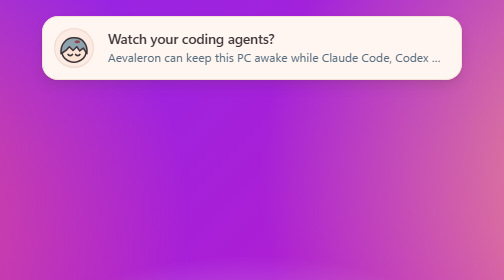 Watch your coding agents?
Aevaleron can keep this PC awake while Claude Code, Codex ...